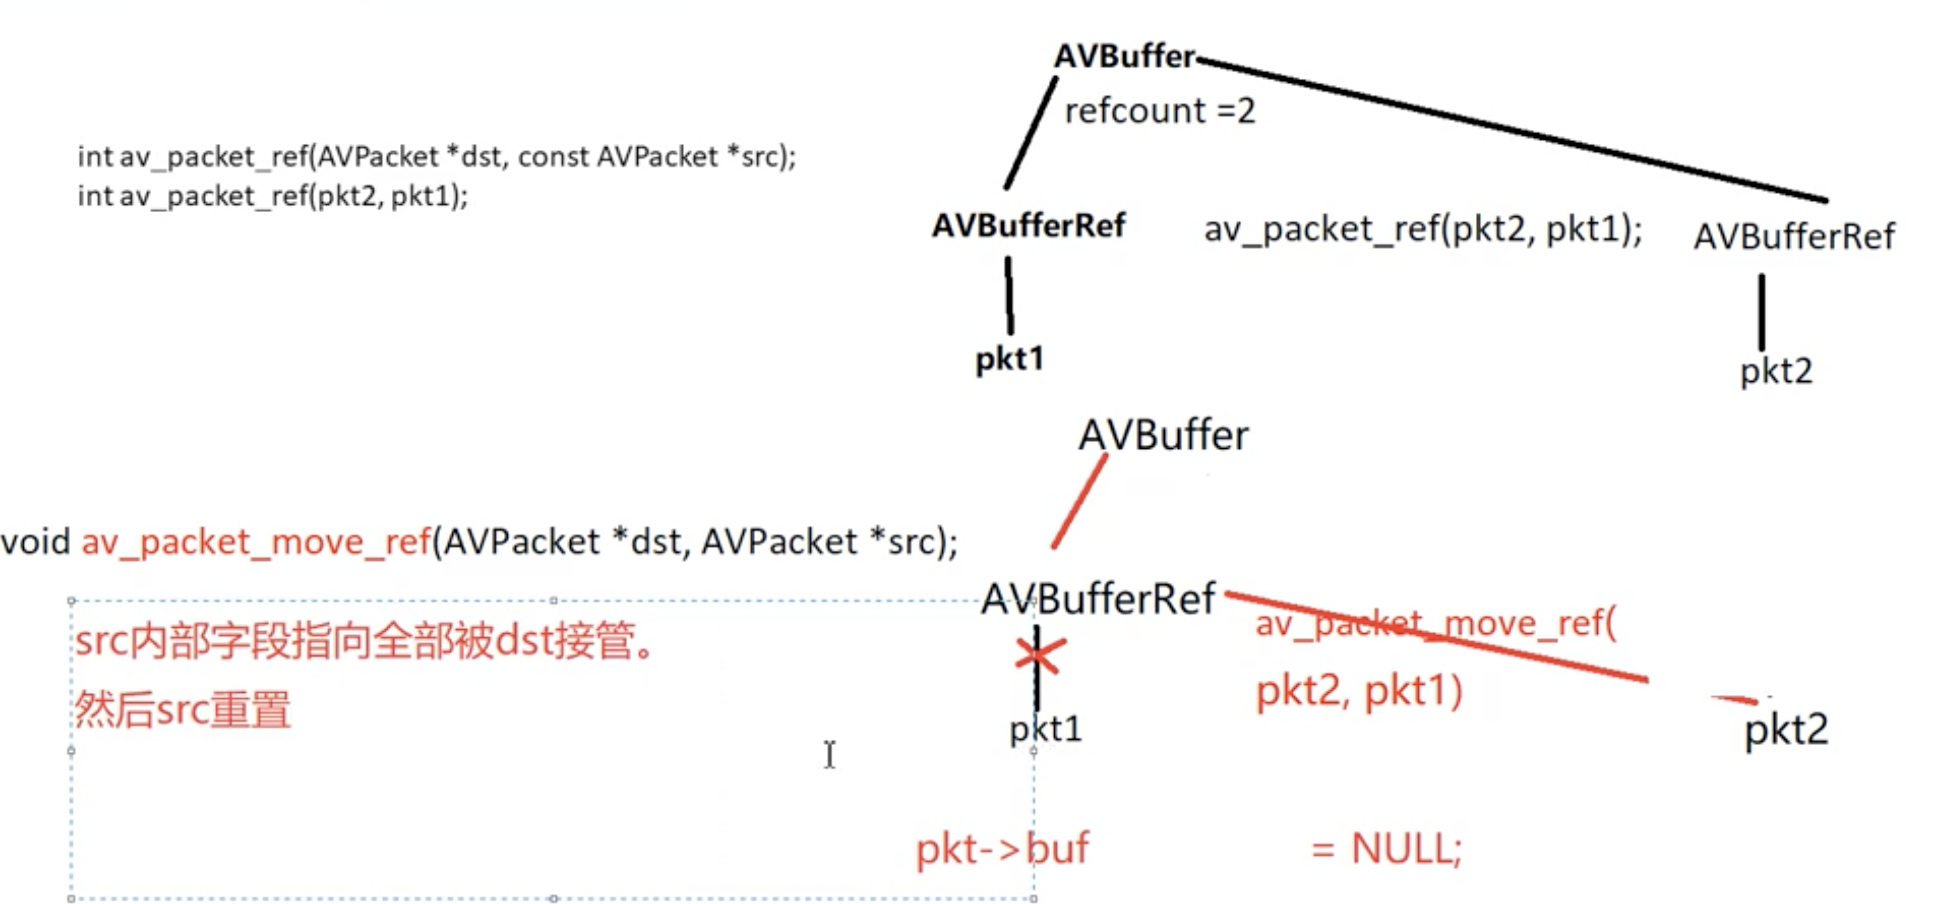 AVBuffer
refcount =2
int av_packet_ref(AVPacket *dst, const AVPacket *src);
int av_packet_ref(pkt2, pkt1);
AVBufferRef
av_packet_ref(pkt2, pkt1);
AVBufferRef
pkt1
pkt2
AVBuffer
void av_packet_move_ref(AVPacket *dst, AVPacket *src);
AVBufferRef
av_packet_move_ref(
pkt2, pkt1)
src内部字段指向全部被dst接管。
然后src重置
pkt1
pkt2
pkt->buf = NULL;